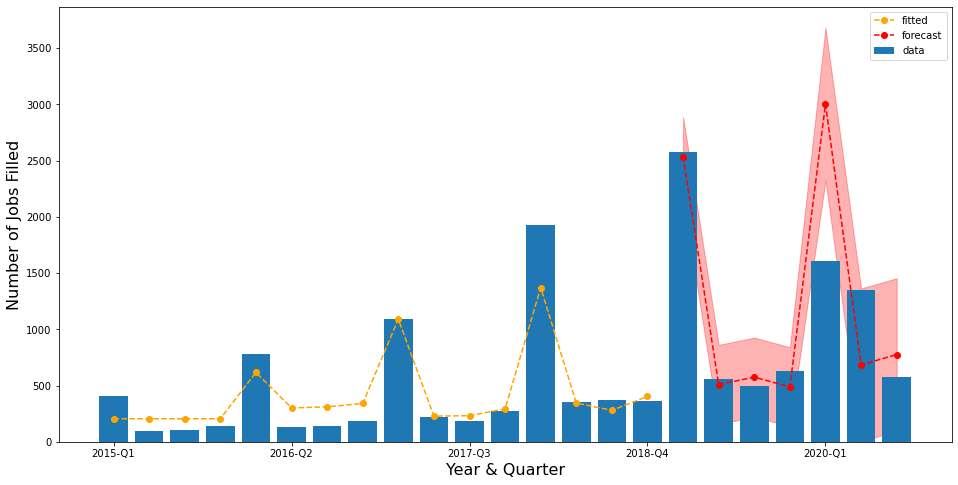 fitted
forecast
data
3500
3000
2500
2000
1500
1000
500
0
Number of Jobs Filled
2015-Q1 2016-Q2 2017-Q3 2018-Q4 2020-Q1
Year & Quarter